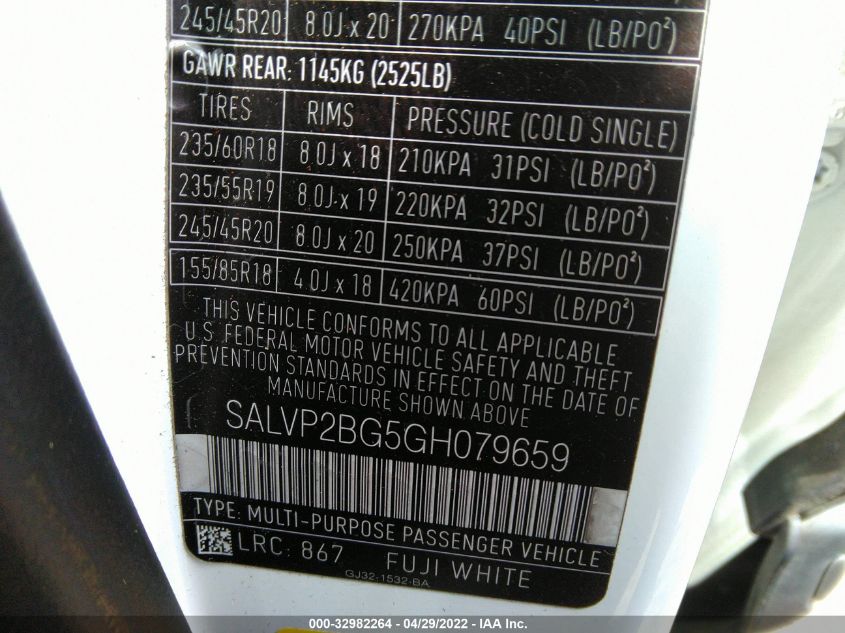 245/45R20 8.0J x 20 270KPA 40PSI (LB/PO²)
GAWR REAR: 1145KG (2525LB)
TIRES RIMS PRESSURE (COLD SINGLE)
235/60R18 8.0J x 18 210KPA 31PSI (LB/PO²)
235/55R19 8.0J x 19 220KPA 32PSI (LB/PO²)
245/45R20 8.0J x 20 250KPA 37PSI (LB/PO²)
155/85R18 4.0J x 18 420KPA 60PSI (LB/PO²)
THIS VEHICLE CONFORMS TO ALL APPLICABLE
U.S. FEDERAL MOTOR VEHICLE SAFETY AND THEFT
PREVENTION STANDARDS IN EFFECT ON THE DATE OF
MANUFACTURE SHOWN ABOVE
SALVP2BG5GH079659
TYPE: MULTI-PURPOSE PASSENGER VEHICLE
LRC: 867 FUJI WHITE
GJ32-1532-BA
000-32982264 - 04/29/2022 - IAA Inc.